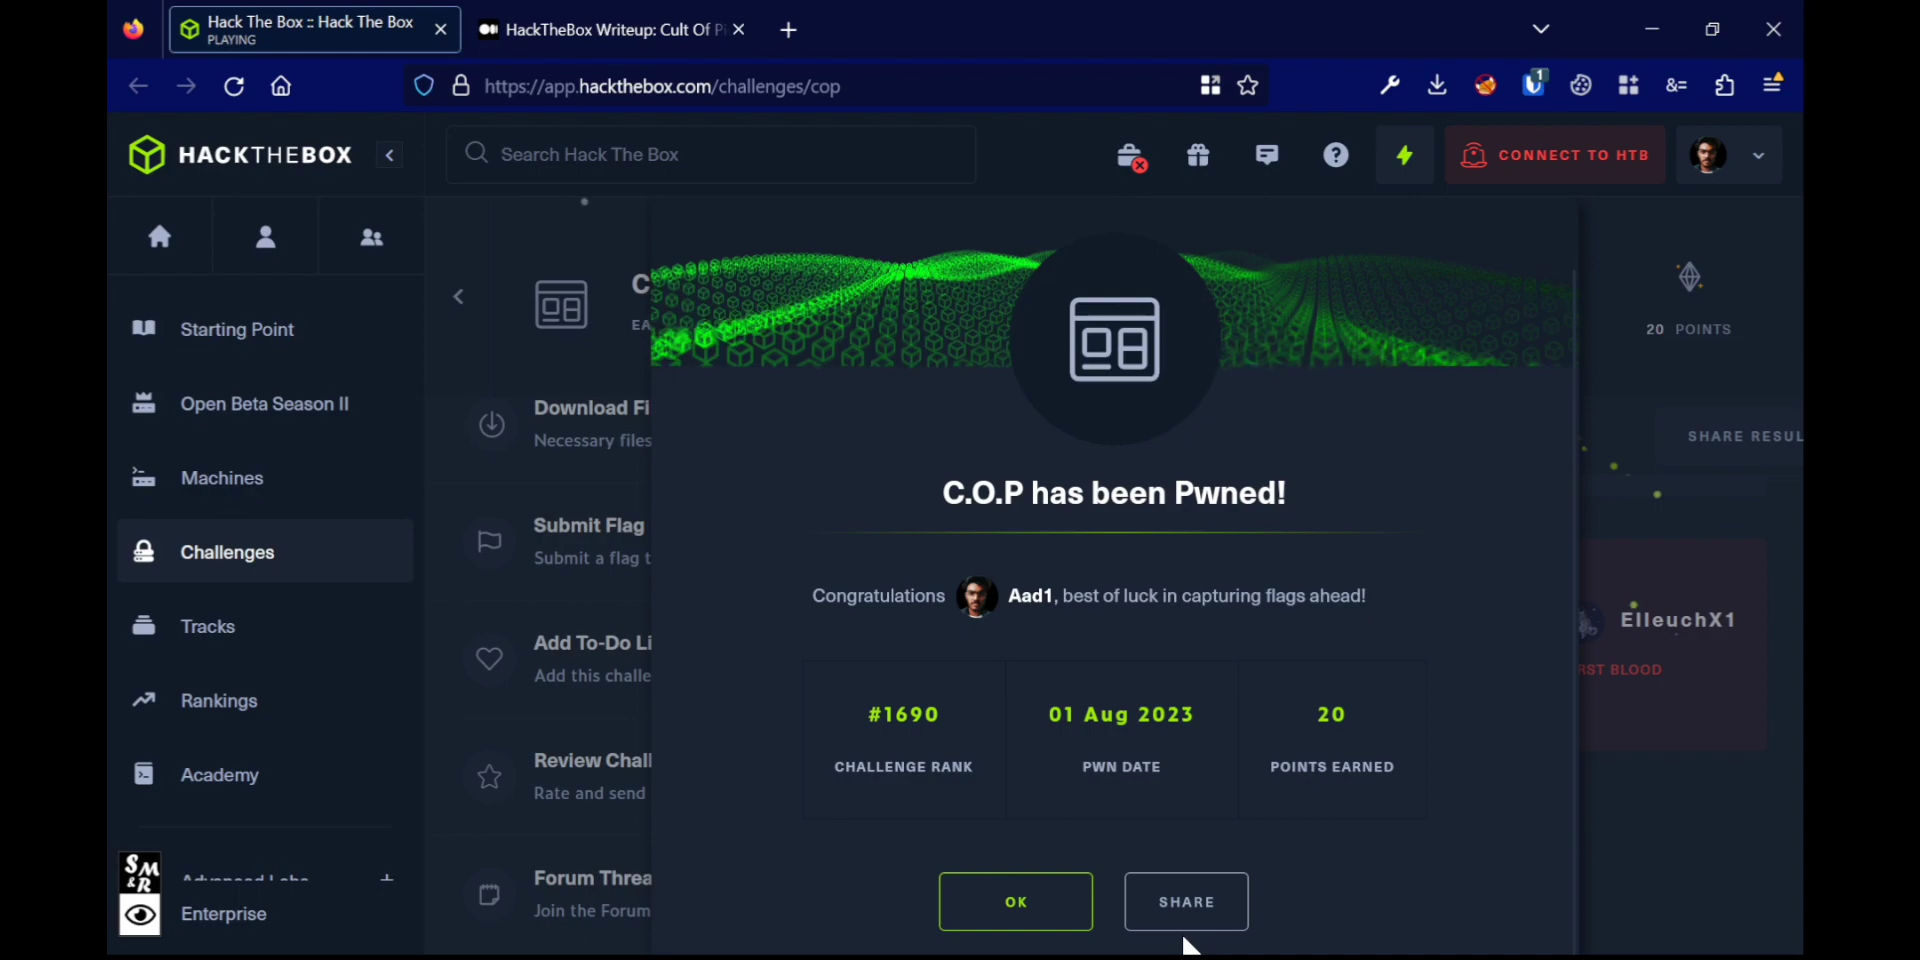 Hack The Box :: Hack The Box
PLAYING
HackTheBox Writeup: Cult Of Pi
https://app.hackthebox.com/challenges/cop
1
&=
HACKTHEBOX
Search Hack The Box
CONNECT TO HTB
Starting Point
Open Beta Season II
Machines
Challenges
Tracks
Rankings
Academy
Advanced Labs
Enterprise
SM
&R
C
EA
20 POINTS
Download Fi
Necessary files
SHARE RESUL
Submit Flag
Submit a flag t
Add To-Do Li
Add this challe
Review Chall
Rate and send
Forum Threa
Join the Forum
ElleuchX1
RST BLOOD
C.O.P has been Pwned!
Congratulations Aad1, best of luck in capturing flags ahead!
#1690
CHALLENGE RANK
01 Aug 2023
PWN DATE
20
POINTS EARNED
OK
SHARE